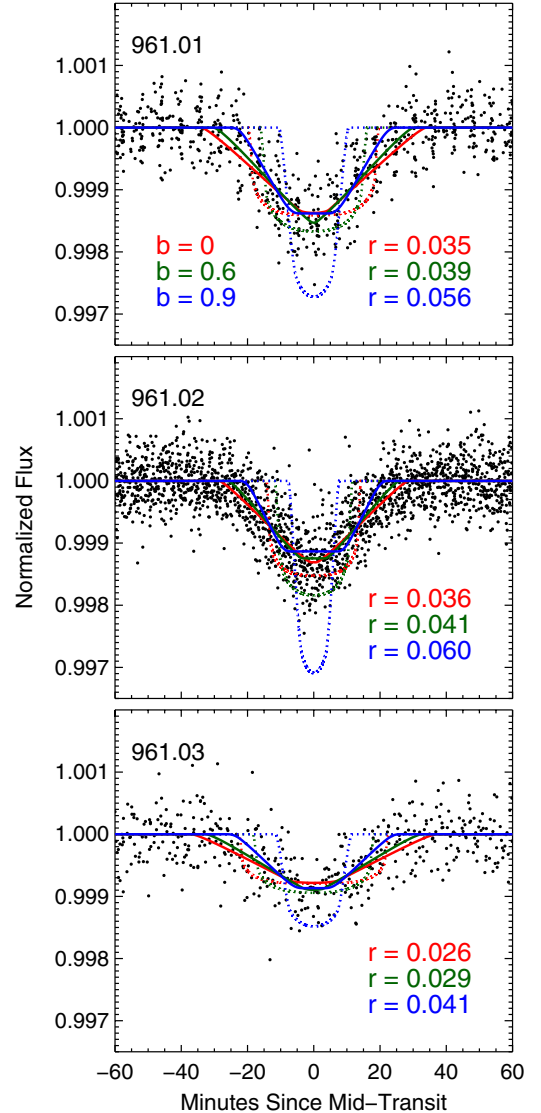 961.01
1.001
1.000
0.999
0.998
0.997
b = 0 r = 0.035
b = 0.6 r = 0.039
b = 0.9 r = 0.056
961.02
1.001
1.000
0.999
0.998
0.997
r = 0.036
r = 0.041
r = 0.060
Normalized Flux
961.03
1.001
1.000
0.999
0.998
0.997
r = 0.026
r = 0.029
r = 0.041
−60 −40 −20 0 20 40 60
Minutes Since Mid−Transit